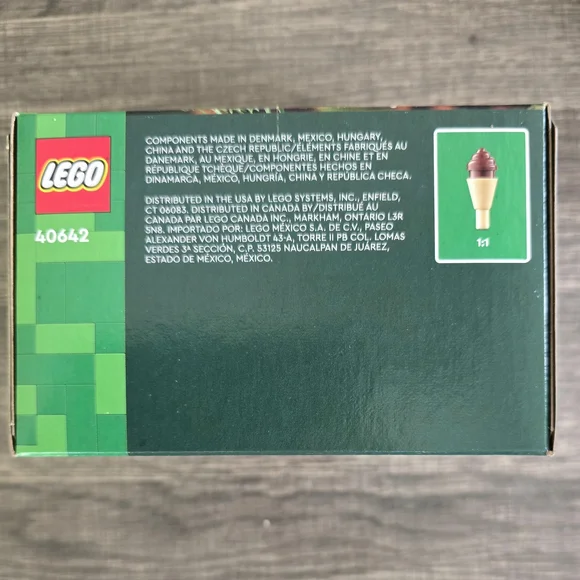 LEGO
40642
COMPONENTS MADE IN DENMARK, MEXICO, HUNGARY,
CHINA AND THE CZECH REPUBLIC/ÉLÉMENTS FABRIQUÉS AU
DANEMARK, AU MEXIQUE, EN HONGRIE, EN CHINE ET EN
RÉPUBLIQUE TCHÈQUE/COMPONENTES HECHOS EN
DINAMARCA, MÉXICO, HUNGRÍA, CHINA Y REPÚBLICA CHECA.
DISTRIBUTED IN THE USA BY LEGO SYSTEMS, INC., ENFIELD,
CT 06083. DISTRIBUTED IN CANADA BY/DISTRIBUÉ AU
CANADA PAR LEGO CANADA INC., MARKHAM, ONTARIO L3R
5N8. IMPORTADO POR: LEGO MÉXICO S.A. DE C.V., PASEO
ALEXANDER VON HUMBOLDT 43-A, TORRE II PB COL. LOMAS
VERDES 3ª SECCIÓN, C.P. 53125 NAUCALPAN DE JUÁREZ,
ESTADO DE MÉXICO, MÉXICO.
1:1